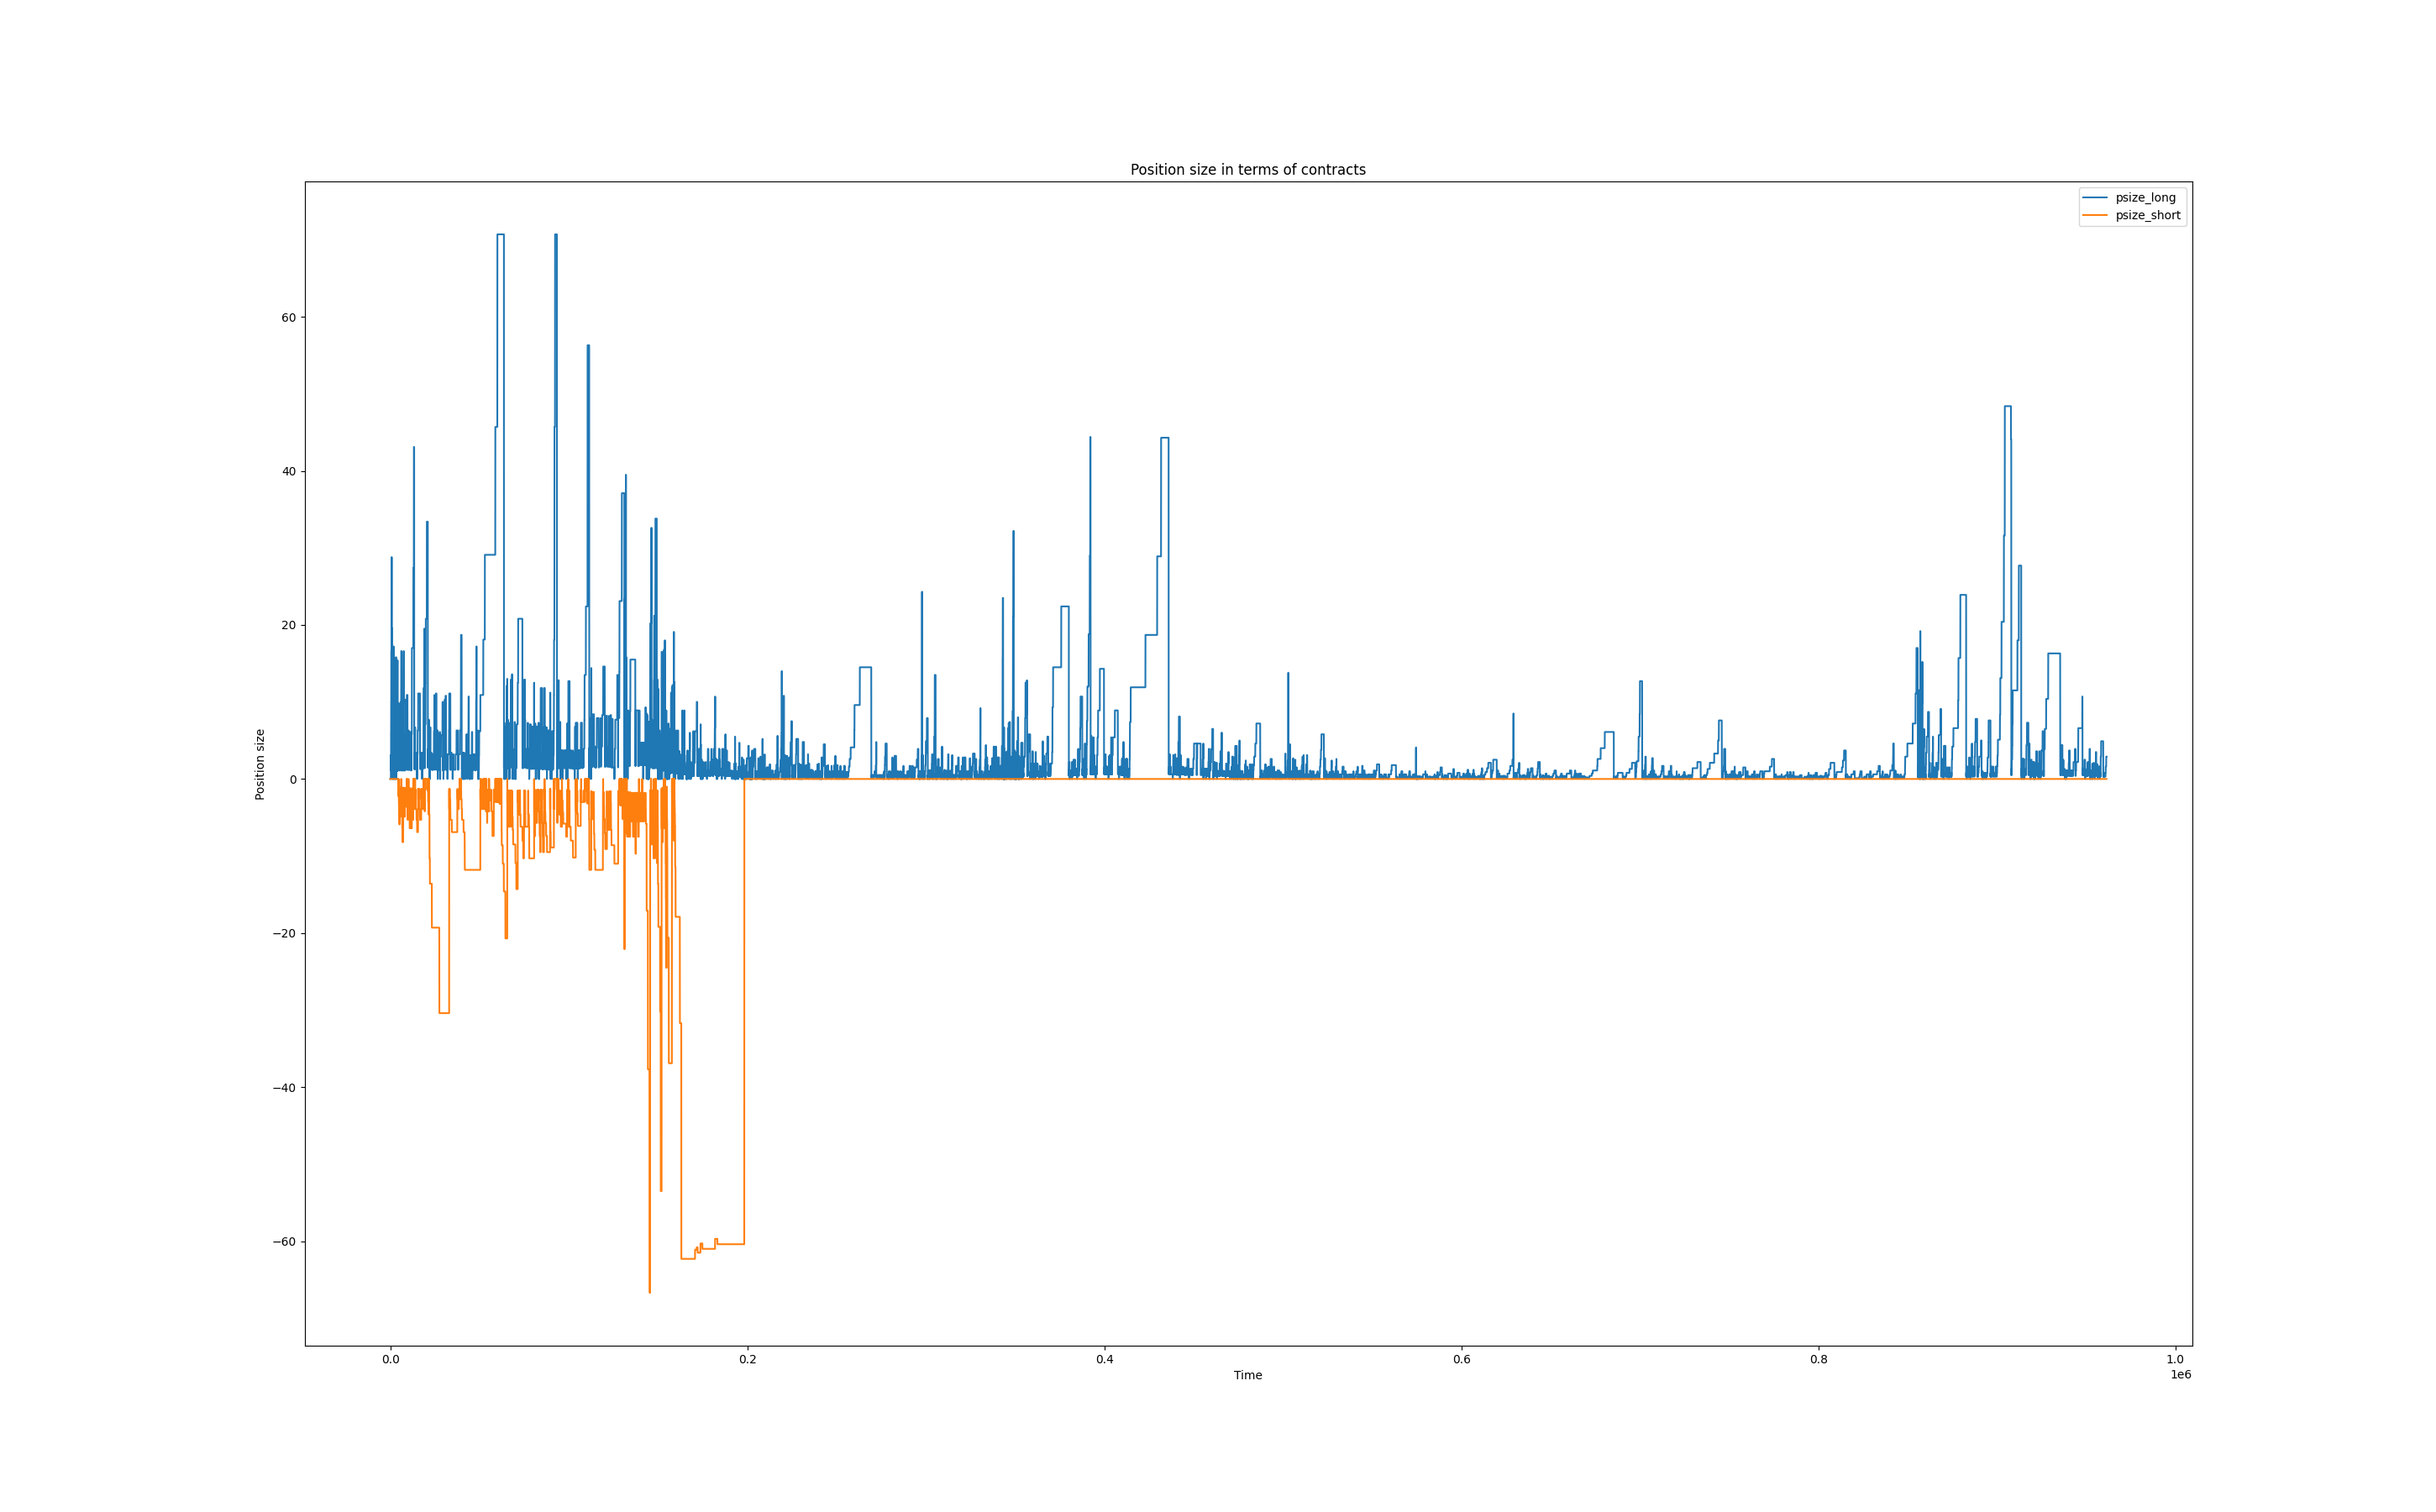 Position size in terms of contracts
psize_long
psize_short
Position size
60
40
20
0
−20
−40
−60
0.0
0.2
0.4
0.6
0.8
1.0
1e6
Time